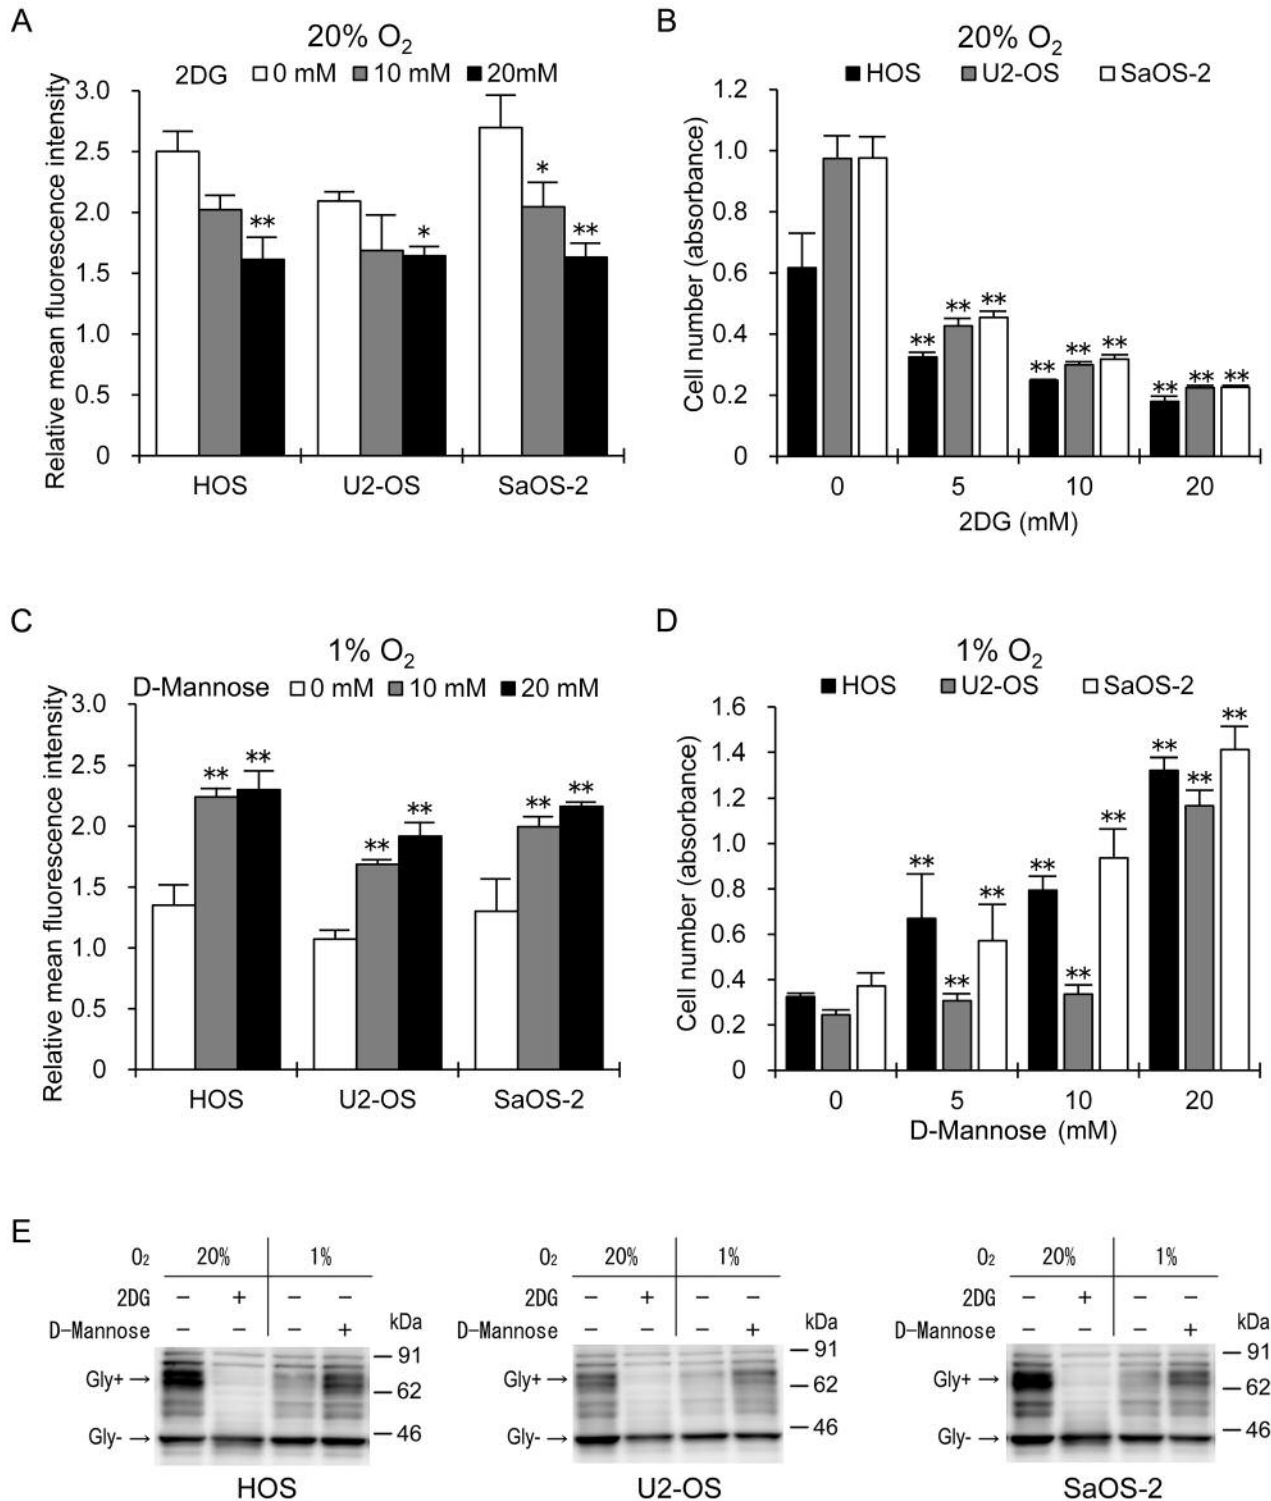 A
20% O₂
2DG 0 mM 10 mM 20mM
Relative mean fluorescence intensity
3.0
2.5
2.0
1.5
1.0
0.5
0
**
*
*
**
HOS U2-OS SaOS-2
B
20% O₂
HOS U2-OS SaOS-2
Cell number (absorbance)
1.2
1.0
0.8
0.6
0.4
0.2
0
** ** **
** ** **
** ** **
0 5 10 20
2DG (mM)
C
1% O₂
D-Mannose 0 mM 10 mM 20 mM
Relative mean fluorescence intensity
3.0
2.5
2.0
1.5
1.0
0.5
0
** **
** **
** **
HOS U2-OS SaOS-2
D
1% O₂
HOS U2-OS SaOS-2
Cell number (absorbance)
1.6
1.4
1.2
1.0
0.8
0.6
0.4
0.2
0
** ** **
** ** **
** ** **
0 5 10 20
D-Mannose (mM)
E
O₂ 20% 1%
2DG − + − −
D-Mannose − − − +
kDa
91
Gly+ →
62
Gly- →
46
HOS
O₂ 20% 1%
2DG − + − −
D-Mannose − − − +
kDa
91
Gly+ →
62
46
Gly- →
U2-OS
O₂ 20% 1%
2DG − + − −
D-Mannose − − − +
kDa
91
Gly+ →
62
46
Gly- →
SaOS-2